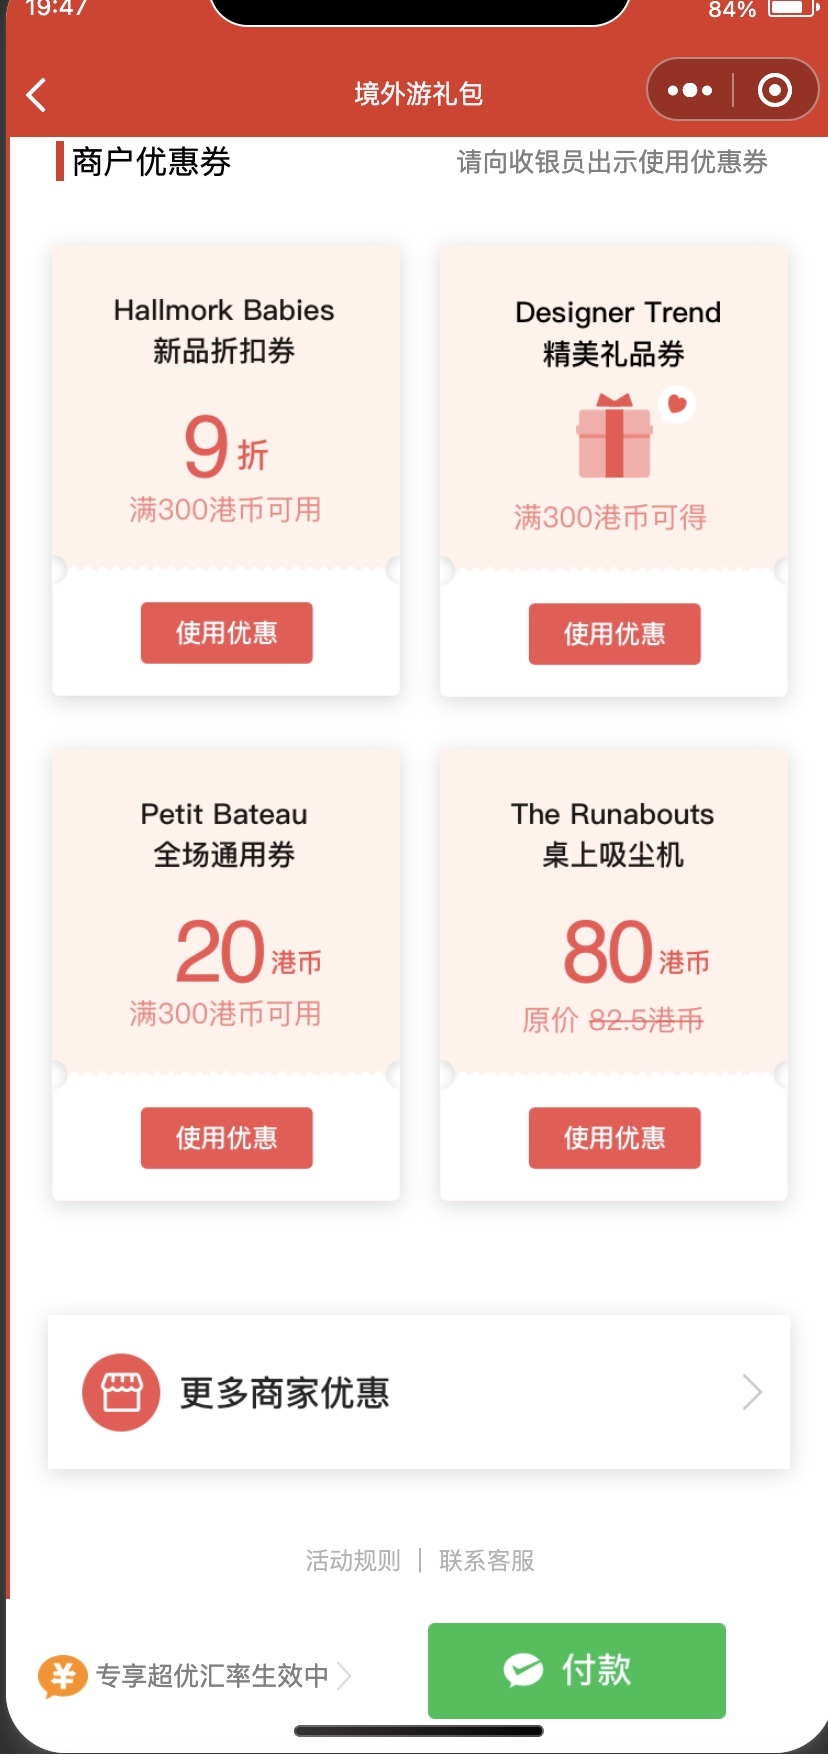 19:47
84%
境外游礼包
商户优惠券
请向收银员出示使用优惠券
Hallmork Babies
新品折扣券
9折
满300港币可用
使用优惠
Designer Trend
精美礼品券
满300港币可得
使用优惠
Petit Bateau
全场通用券
20港币
满300港币可用
使用优惠
The Runabouts
桌上吸尘机
80港币
原价 82.5港币
使用优惠
更多商家优惠
活动规则 | 联系客服
¥ 专享超优汇率生效中
付款